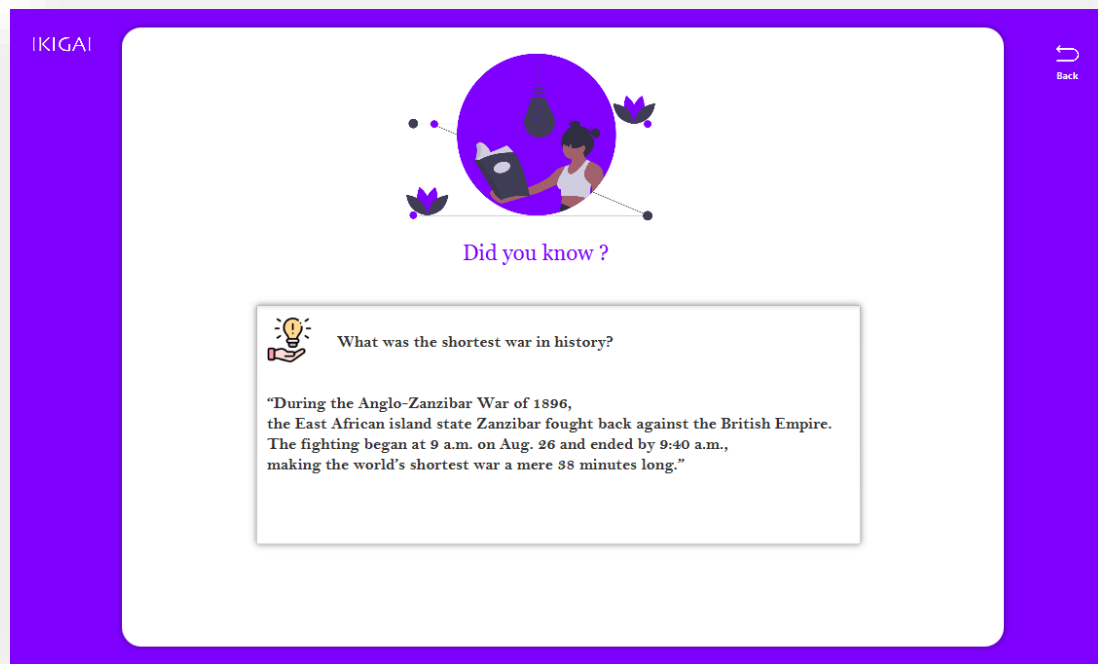 IKIGAI
Back
Did you know ?
What was the shortest war in history?
“During the Anglo-Zanzibar War of 1896,
the East African island state Zanzibar fought back against the British Empire.
The fighting began at 9 a.m. on Aug. 26 and ended by 9:40 a.m.,
making the world’s shortest war a mere 38 minutes long.”